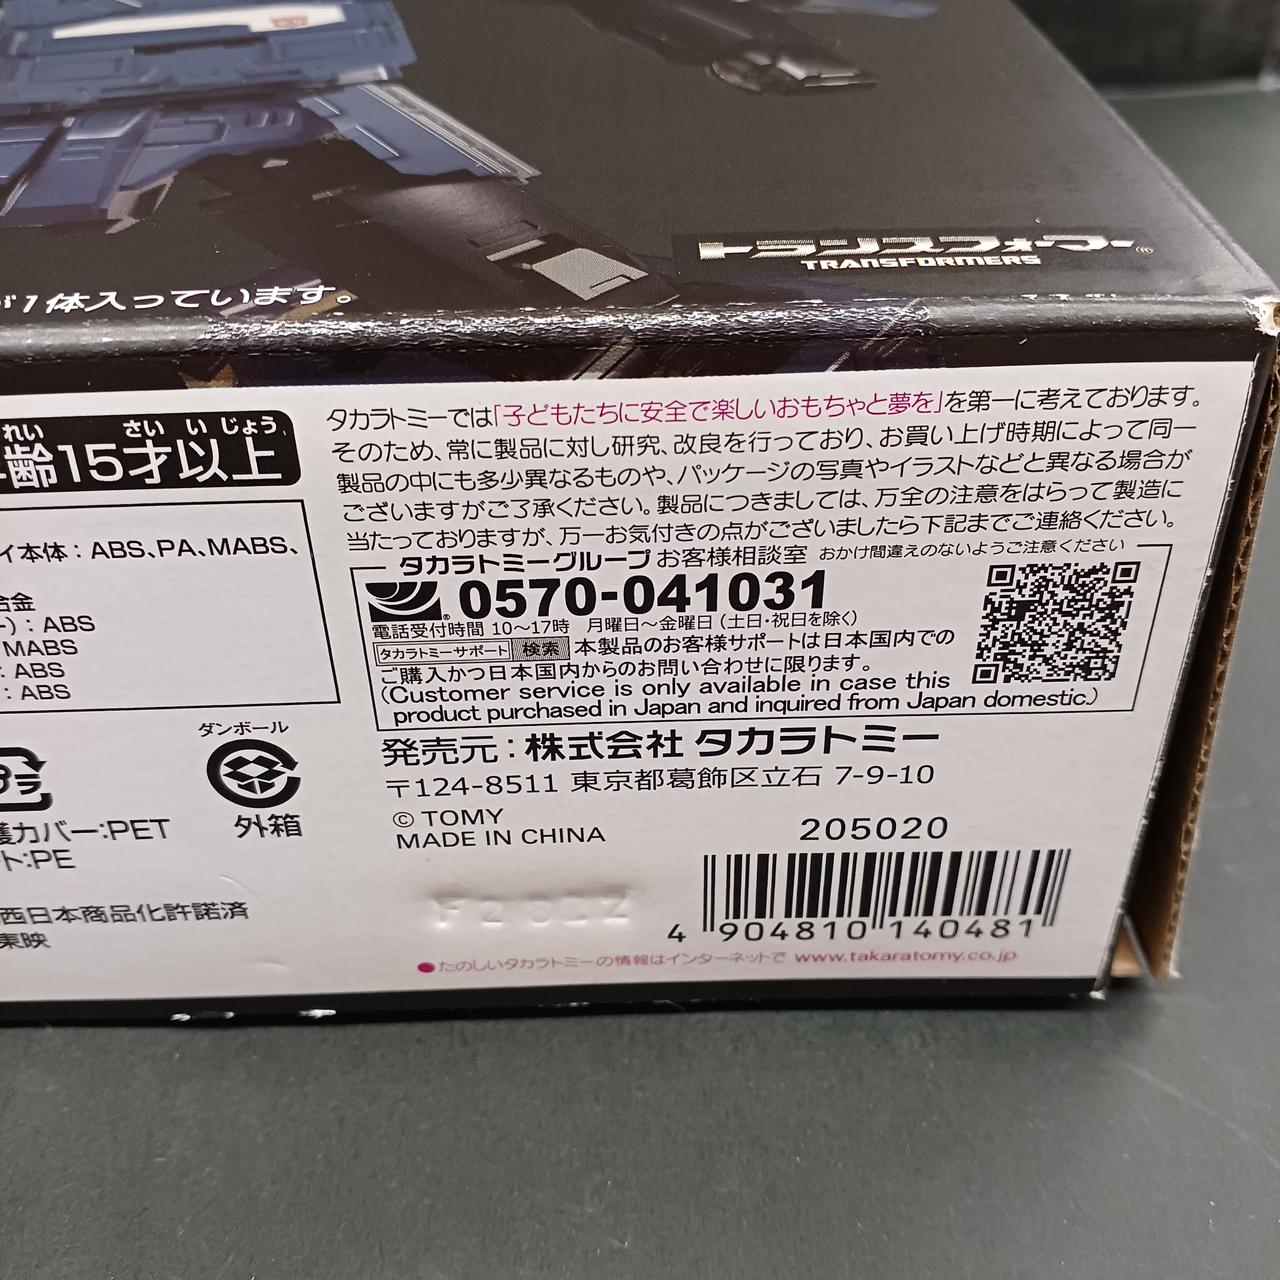 トランスフォーマー®
TRANSFORMERS
が1体入っています。
れい さい い じょう
齢15才以上
イ本体：ABS、PA、MABS、
合金
：ABS
MABS
：ABS
：ABS
プラ
護カバー:PET
ト:PE
ダンボール
外箱
西日本商品化許諾済
東映
タカラトミーでは「子どもたちに安全で楽しいおもちゃと夢を」を第一に考えております。
そのため、常に製品に対し研究、改良を行っており、お買い上げ時期によって同一
製品の中にも多少異なるものや、パッケージの写真やイラストなどと異なる場合が
ございますがご了承ください。製品につきましては、万全の注意をはらって製造に
当たっておりますが、万一お気付きの点がございましたら下記までご連絡ください。
タカラトミーグループ お客様相談室 おかけ間違えのないようご注意ください
0570-041031
電話受付時間 10～17時 月曜日～金曜日（土日・祝日を除く）
タカラトミーサポート 検索 本製品のお客様サポートは日本国内での
ご購入かつ日本国内からのお問い合わせに限ります。
(Customer service is only available in case this
product purchased in Japan and inquired from Japan domestic.)
発売元：株式会社 タカラトミー
〒124-8511 東京都葛飾区立石 7-9-10
© TOMY
MADE IN CHINA
205020
4 904810 140481
●たのしいタカラトミーの情報はインターネットで www.takaratomy.co.jp